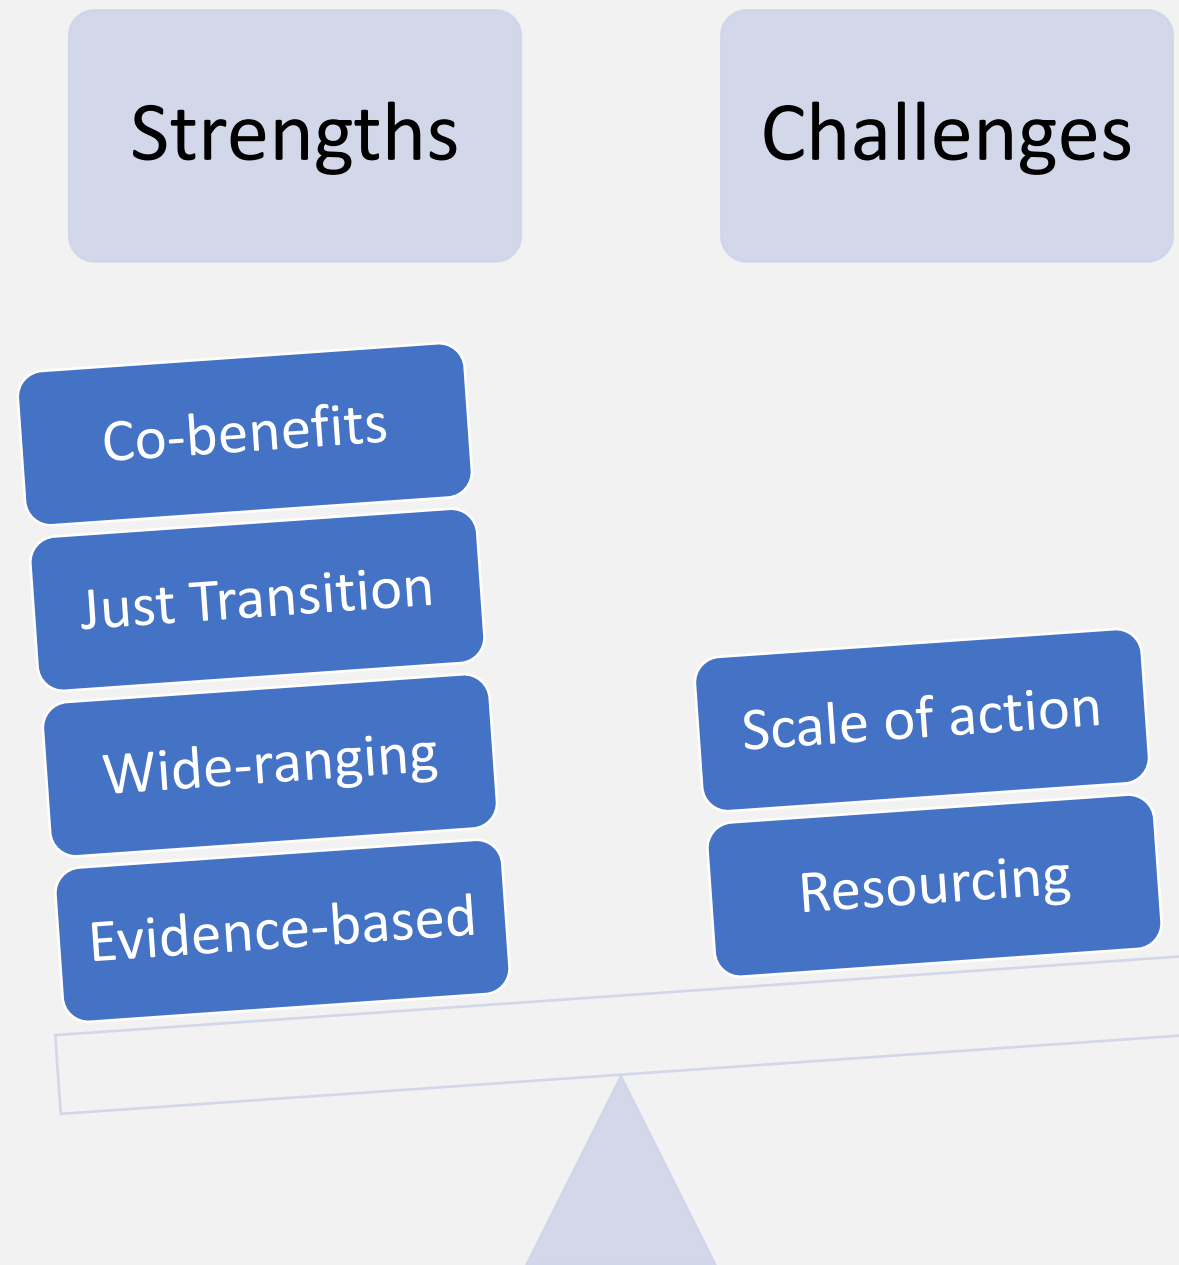 Strengths
Challenges
Co-benefits
Just Transition
Wide-ranging
Evidence-based
Scale of action
Resourcing